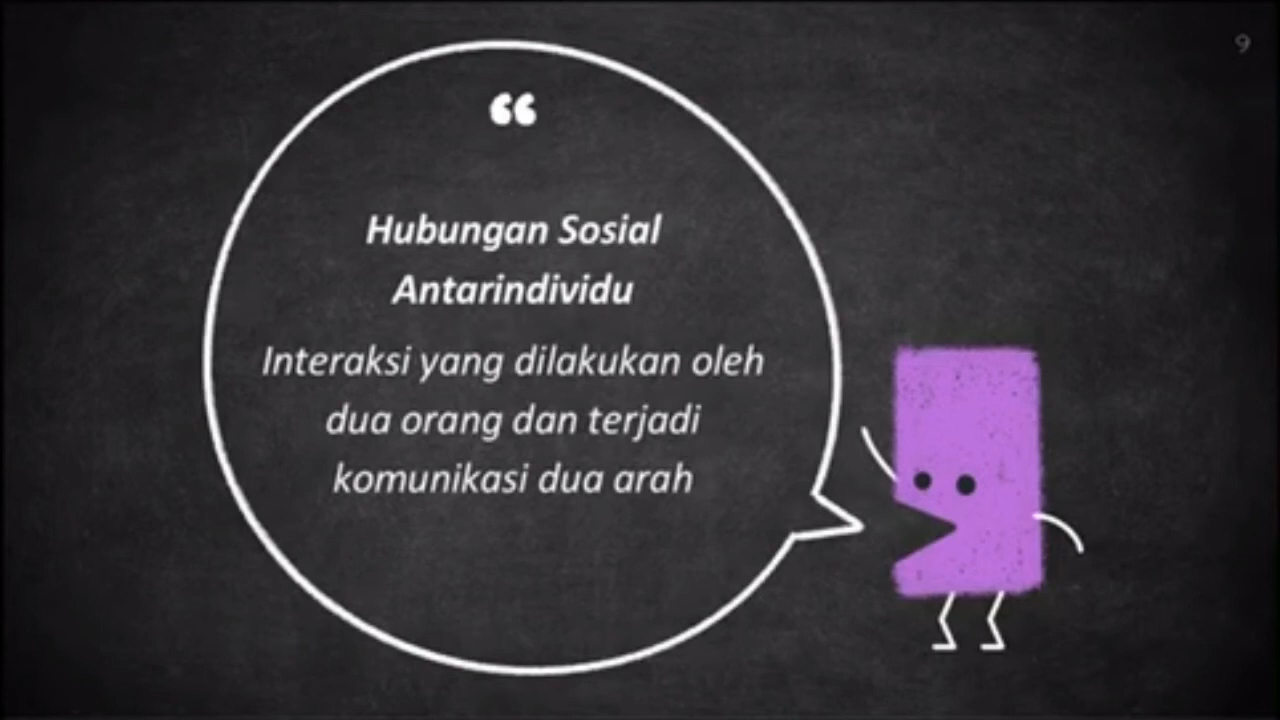 9
“
Hubungan Sosial
Antarindividu
Interaksi yang dilakukan oleh
dua orang dan terjadi
komunikasi dua arah